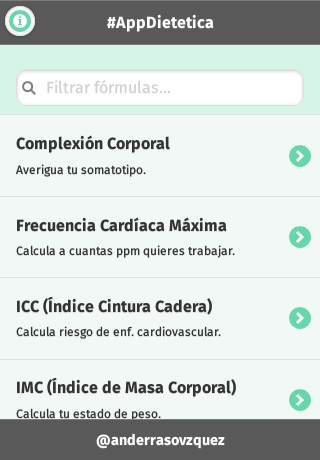 #AppDietetica
Filtrar fórmulas...
Complexión Corporal
Averigua tu somatotipo.
Frecuencia Cardíaca Máxima
Calcula a cuantas ppm quieres trabajar.
ICC (Índice Cintura Cadera)
Calcula riesgo de enf. cardiovascular.
IMC (Índice de Masa Corporal)
Calcula tu estado de peso.
@anderrasovzquez